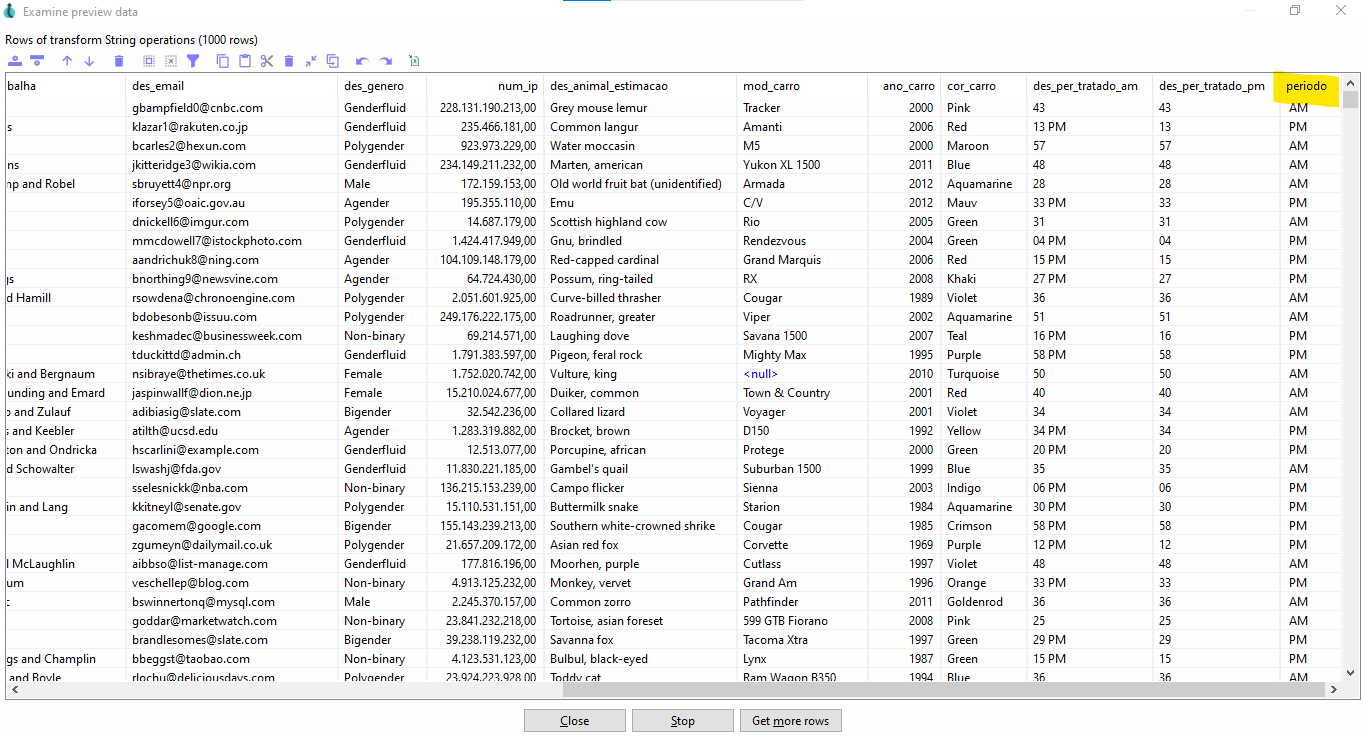 Examine preview data
Rows of transform String operations (1000 rows)
balha des_email des_genero num_ip des_animal_estimacao mod_carro ano_carro cor_carro des_per_tratado_am des_per_tratado_pm periodo
gbampfield0@cnbc.com Genderfluid 228.131.190.213,00 Grey mouse lemur Tracker 2000 Pink 43 43 AM
s klazar1@rakuten.co.jp Genderfluid 235.466.181,00 Common langur Amanti 2006 Red 13 PM 13 PM
bcarles2@hexun.com Polygender 923.973.229,00 Water moccasin M5 2000 Maroon 57 57 AM
ns jkitteridge3@wikia.com Genderfluid 234.149.211.232,00 Marten, american Yukon XL 1500 2011 Blue 48 48 AM
mp and Robel sbruyett4@npr.org Male 172.159.153,00 Old world fruit bat (unidentified) Armada 2012 Aquamarine 28 28 AM
iforsey5@oaic.gov.au Agender 195.355.110,00 Emu C/V 2012 Mauv 33 PM 33 PM
dnickell6@imgur.com Polygender 14.687.179,00 Scottish highland cow Rio 2005 Green 31 31 AM
mmcdowell7@istockphoto.com Genderfluid 1.424.417.949,00 Gnu, brindled Rendezvous 2004 Green 04 PM 04 PM
aandrichuk8@ning.com Agender 104.109.148.179,00 Red-capped cardinal Grand Marquis 2006 Red 15 PM 15 PM
gs bnorthing9@newsvine.com Agender 64.724.430,00 Possum, ring-tailed RX 2008 Khaki 27 PM 27 PM
d Hamill rsowdena@chronoengine.com Polygender 2.051.601.925,00 Curve-billed thrasher Cougar 1989 Violet 36 36 AM
bdobesonb@issuu.com Polygender 249.176.222.175,00 Roadrunner, greater Viper 2002 Aquamarine 51 51 AM
keshmadec@businessweek.com Non-binary 69.214.571,00 Laughing dove Savana 1500 2007 Teal 16 PM 16 PM
tduckittd@admin.ch Genderfluid 1.791.383.597,00 Pigeon, feral rock Mighty Max 1995 Purple 58 PM 58 PM
ki and Bergnaum nsibraye@thetimes.co.uk Female 1.752.020.742,00 Vulture, king <null> 2010 Turquoise 50 50 AM
unding and Emard jaspinwallf@dion.ne.jp Female 15.210.024.677,00 Duiker, common Town & Country 2001 Red 40 40 AM
o and Zulauf adibiasig@slate.com Bigender 32.542.236,00 Collared lizard Voyager 2001 Violet 34 34 AM
s and Keebler atilth@ucsd.edu Agender 1.283.319.882,00 Brocket, brown D150 1992 Yellow 34 PM 34 PM
ton and Ondricka hscarlini@example.com Genderfluid 12.513.077,00 Porcupine, african Protege 2000 Green 20 PM 20 PM
d Schowalter lswashj@fda.gov Genderfluid 11.830.221.185,00 Gambel's quail Suburban 1500 1999 Blue 35 35 AM
sselesnickk@nba.com Non-binary 136.215.153.239,00 Campo flicker Sienna 2003 Indigo 06 PM 06 PM
in and Lang kkitneyl@senate.gov Polygender 15.110.531.151,00 Buttermilk snake Starion 1984 Aquamarine 30 PM 30 PM
gacomem@google.com Bigender 155.143.239.213,00 Southern white-crowned shrike Cougar 1985 Crimson 58 PM 58 PM
zgumeyn@dailymail.co.uk Polygender 21.657.209.172,00 Asian red fox Corvette 1969 Purple 12 PM 12 PM
l McLaughlin aibbso@list-manage.com Genderfluid 177.816.196,00 Moorhen, purple Cutlass 1997 Violet 48 48 AM
um veschellep@blog.com Non-binary 4.913.125.232,00 Monkey, vervet Grand Am 1996 Orange 33 PM 33 PM
bswinnertonq@mysql.com Male 2.245.370.157,00 Common zorro Pathfinder 2011 Goldenrod 36 36 AM
goddar@marketwatch.com Non-binary 23.841.232.218,00 Tortoise, asian foreset 599 GTB Fiorano 2008 Pink 25 25 AM
brandlesomes@slate.com Bigender 39.238.119.232,00 Savanna fox Tacoma Xtra 1997 Green 29 PM 29 PM
gs and Champlin bbeggst@taobao.com Non-binary 4.123.531.123,00 Bulbul, black-eyed Lynx 1987 Green 15 PM 15 PM
and Boyle rlochu@deliciousdays.com Polygender 23.924.223.928,00 Toddy cat Ram Wagon B350 1994 Blue 36 36 AM
Close Stop Get more rows